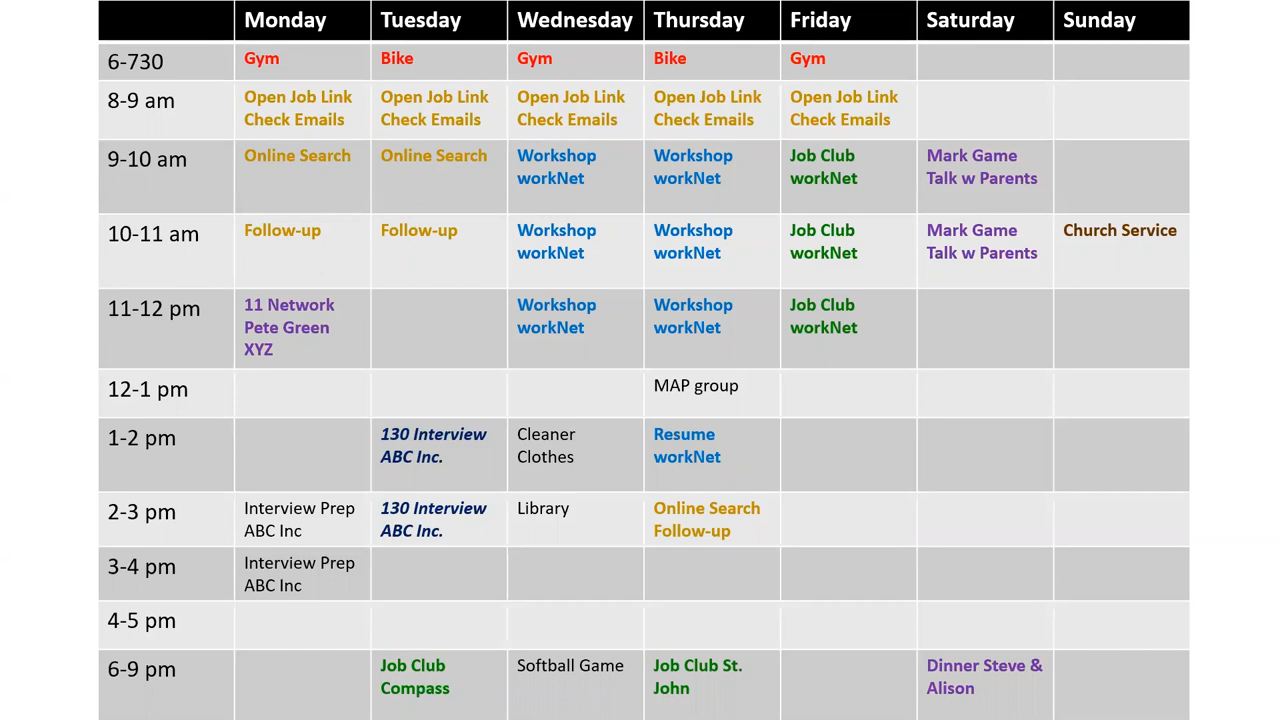 Monday Tuesday Wednesday Thursday Friday Saturday Sunday
6-730 Gym Bike Gym Bike Gym
8-9 am Open Job Link Open Job Link Open Job Link Open Job Link Open Job Link
Check Emails Check Emails Check Emails Check Emails Check Emails
9-10 am Online Search Online Search Workshop Workshop Job Club Mark Game
workNet workNet workNet Talk w Parents
10-11 am Follow-up Follow-up Workshop Workshop Job Club Mark Game Church Service
workNet workNet workNet Talk w Parents
11-12 pm 11 Network Workshop Workshop Job Club
Pete Green workNet workNet workNet
XYZ
12-1 pm MAP group
1-2 pm 130 Interview Cleaner Resume
ABC Inc. Clothes workNet
2-3 pm Interview Prep 130 Interview Library Online Search
ABC Inc ABC Inc. Follow-up
3-4 pm Interview Prep
ABC Inc
4-5 pm
6-9 pm Job Club Softball Game Job Club St. Dinner Steve &
Compass John Alison